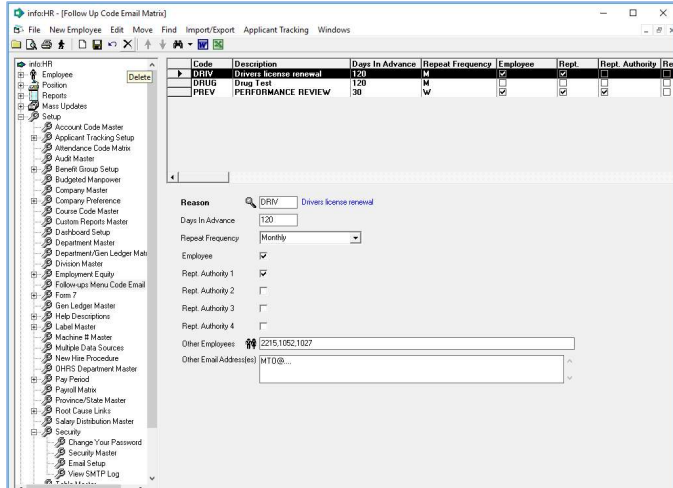 info:HR - [Follow Up Code Email Matrix]
File New Employee Edit Move Find Import/Export Applicant Tracking Windows
info:HR
Employee
Delete
Position
Reports
Mass Updates
Setup
Account Code Master
Applicant Tracking Setup
Attendance Code Matrix
Audit Master
Benefit Group Setup
Budgeted Manpower
Company Master
Company Preference
Course Code Master
Custom Reports Master
Dashboard Setup
Department Master
Department/Gen Ledger Matri
Division Master
Employment Equity
Follow-ups Menu Code Email
Form 7
Gen Ledger Master
Help Descriptions
Label Master
Machine # Master
Multiple Data Sources
New Hire Procedure
OHRS Department Master
Pay Period
Payroll Matrix
Province/State Master
Root Cause Links
Salary Distribution Master
Security
Change Your Password
Security Master
Email Setup
View SMTP Log
Table Master
Code Description Days In Advance Repeat Frequency Employee Rept. Rept. Authority Re
DRIV Drivers license renewal 120 M
DRUG Drug Test 120 M
PREV PERFORMANCE REVIEW 30 W
Reason DRIV Drivers license renewal
Days In Advance 120
Repeat Frequency Monthly
Employee
Rept. Authority 1
Rept. Authority 2
Rept. Authority 3
Rept. Authority 4
Other Employees 2215,1052,1027
Other Email Address(es) MTO@....